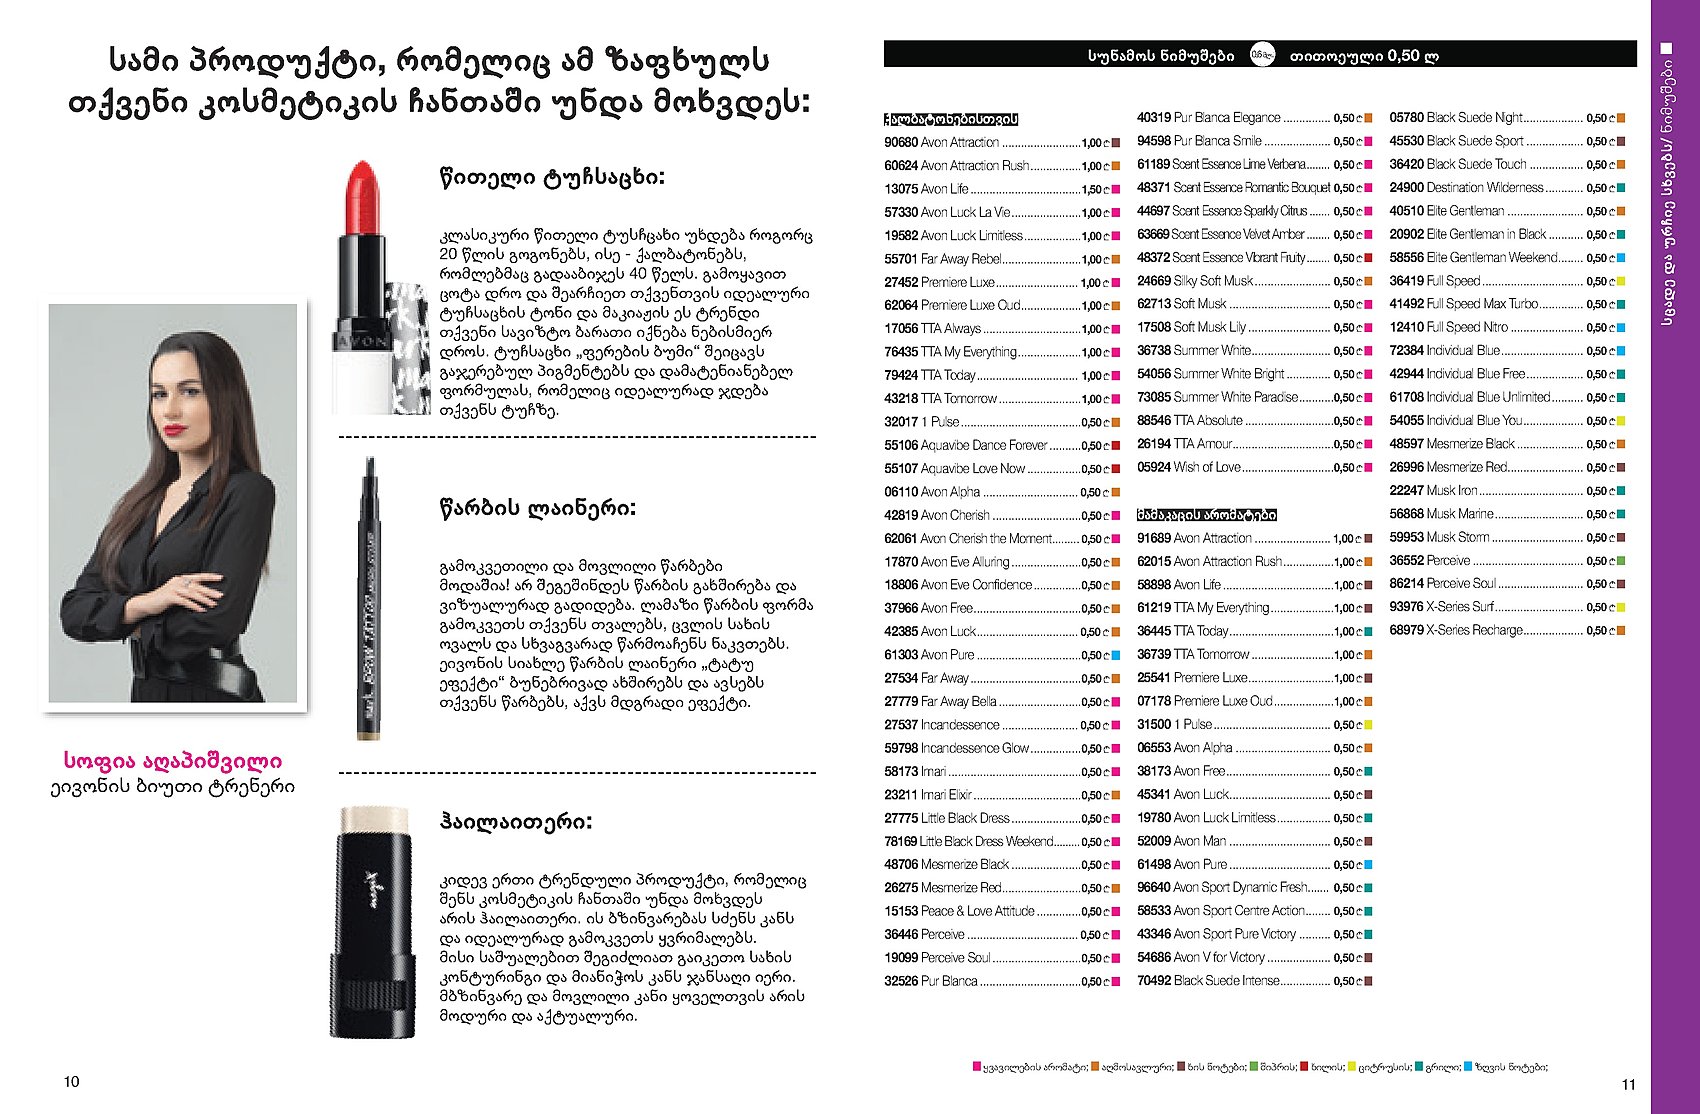 სამი პროდუქტი, რომელიც ამ ზაფხულს
თქვენი კოსმეტიკის ჩანთაში უნდა მოხვდეს:
წითელი ტუჩსაცხი:
კლასიკური წითელი ტუსჩცახი უხდება როგორც
20 წლის გოგონებს, ისე - ქალბატონებს,
რომლებმაც გადააბიჯეს 40 წელს. გამოყავით
ცოტა დრო და შეარჩიეთ თქვენთვის იდეალური
ტუჩსაცხის ტონი და მაკიაჟის ეს ტრენდი
თქვენი სავიზტო ბარათი იქნება ნებისმიერ
დროს. ტუჩსაცხი „ფერების ბუმი“ შეიცავს
გაჯერებულ პიგმენტებს და დამატენიანებელ
ფორმულას, რომელიც იდეალურად ჯდება
თქვენს ტუჩზე.
AVON
წარბის ლაინერი:
გამოკვეთილი და მოვლილი წარბები
მოდაშია! არ შეგეშინდეს წარბის გახშირება და
ვიზუალურად გადიდება. ლამაზი წარბის ფორმა
გამოკვეთს თქვენს თვალებს, ცვლის სახის
ოვალს და სხვაგვარად წარმოაჩენს ნაკვთებს.
ეივონის სიახლე წარბის ლაინერი „ტატუ
ეფექტი“ ბუნებრივად ახშირებს და ავსებს
თქვენს წარბებს, აქვს მდგრადი ეფექტი.
სოფია აღაპიშვილი
ეივონის ბიუთი ტრენერი
ჰაილაითერი:
კიდევ ერთი ტრენდული პროდუქტი, რომელიც
შენს კოსმეტიკის ჩანთაში უნდა მოხვდეს
არის ჰაილაითერი. ის ბზინვარებას სძენს კანს
და იდეალურად გამოკვეთს ყვრიმალებს.
მისი საშუალებით შეგიძლიათ გაიკეთო სახის
კონტურინგი და მიანიჭოს კანს ჯანსაღი იერი.
მბზინვარე და მოვლილი კანი ყოველთვის არის
მოდური და აქტუალური.
10
სუნამოს ნიმუშები 0.6 მლ. თითოეული 0,50 ლ
ქალბატონებისთვის
90680 Avon Attraction ......................... 1,00 ₾
60624 Avon Attraction Rush ................ 1,00 ₾
13075 Avon Life ................................... 1,50 ₾
57330 Avon Luck La Vie ...................... 1,00 ₾
19582 Avon Luck Limitless .................. 1,00 ₾
55701 Far Away Rebel ......................... 1,00 ₾
27452 Premiere Luxe .......................... 1,00 ₾
62064 Premiere Luxe Oud ................... 1,00 ₾
17056 TTA Always ............................... 1,00 ₾
76435 TTA My Everything .................... 1,00 ₾
79424 TTA Today ................................ 1,00 ₾
43218 TTA Tomorrow .......................... 1,00 ₾
32017 1 Pulse ...................................... 0,50 ₾
55106 Aquavibe Dance Forever .......... 0,50 ₾
55107 Aquavibe Love Now ................. 0,50 ₾
06110 Avon Alpha .............................. 0,50 ₾
42819 Avon Cherish ............................ 0,50 ₾
62061 Avon Cherish the Moment ........ 0,50 ₾
17870 Avon Eve Alluring ...................... 0,50 ₾
18806 Avon Eve Confidence ............... 0,50 ₾
37966 Avon Free .................................. 0,50 ₾
42385 Avon Luck ................................. 0,50 ₾
61303 Avon Pure ................................. 0,50 ₾
27534 Far Away ................................... 0,50 ₾
27779 Far Away Bella .......................... 0,50 ₾
27537 Incandessence ......................... 0,50 ₾
59798 Incandessence Glow ................ 0,50 ₾
58173 Imari .......................................... 0,50 ₾
23211 Imari Elixir .................................. 0,50 ₾
27775 Little Black Dress ...................... 0,50 ₾
78169 Little Black Dress Weekend ........ 0,50 ₾
48706 Mesmerize Black ...................... 0,50 ₾
26275 Mesmerize Red ......................... 0,50 ₾
15153 Peace & Love Attitude .............. 0,50 ₾
36446 Perceive ................................... 0,50 ₾
19099 Perceive Soul ............................ 0,50 ₾
32526 Pur Blanca ................................ 0,50 ₾
40319 Pur Blanca Elegance ............... 0,50 ₾
94598 Pur Blanca Smile ..................... 0,50 ₾
61189 Scent Essence Lime Verbena ....... 0,50 ₾
48371 Scent Essence Romantic Bouquet 0,50 ₾
44697 Scent Essence Sparkly Citrus ....... 0,50 ₾
63669 Scent Essence Velvet Amber ........ 0,50 ₾
48372 Scent Essence Vibrant Fruity ....... 0,50 ₾
24669 Silky Soft Musk ......................... 0,50 ₾
62713 Soft Musk ................................. 0,50 ₾
17508 Soft Musk Lily .......................... 0,50 ₾
36738 Summer White ......................... 0,50 ₾
54056 Summer White Bright .............. 0,50 ₾
73085 Summer White Paradise ........... 0,50 ₾
88546 TTA Absolute ............................ 0,50 ₾
26194 TTA Amour ................................ 0,50 ₾
05924 Wish of Love ............................. 0,50 ₾
მამაკაცის არომატები
91689 Avon Attraction ........................ 1,00 ₾
62015 Avon Attraction Rush ................ 1,00 ₾
58898 Avon Life ................................... 1,00 ₾
61219 TTA My Everything .................... 1,00 ₾
36445 TTA Today ................................. 1,00 ₾
36739 TTA Tomorrow .......................... 1,00 ₾
25541 Premiere Luxe ........................... 1,00 ₾
07178 Premiere Luxe Oud ................... 1,00 ₾
31500 1 Pulse ..................................... 0,50 ₾
06553 Avon Alpha .............................. 0,50 ₾
38173 Avon Free ................................. 0,50 ₾
45341 Avon Luck ................................ 0,50 ₾
19780 Avon Luck Limitless ................. 0,50 ₾
52009 Avon Man ................................ 0,50 ₾
61498 Avon Pure ................................ 0,50 ₾
96640 Avon Sport Dynamic Fresh ....... 0,50 ₾
58533 Avon Sport Centre Action ........ 0,50 ₾
43346 Avon Sport Pure Victory .......... 0,50 ₾
54686 Avon V for Victory .................... 0,50 ₾
70492 Black Suede Intense ................ 0,50 ₾
05780 Black Suede Night ................... 0,50 ₾
45530 Black Suede Sport .................. 0,50 ₾
36420 Black Suede Touch ................. 0,50 ₾
24900 Destination Wilderness ............ 0,50 ₾
40510 Elite Gentleman ........................ 0,50 ₾
20902 Elite Gentleman in Black ........... 0,50 ₾
58556 Elite Gentleman Weekend ........ 0,50 ₾
36419 Full Speed ................................ 0,50 ₾
41492 Full Speed Max Turbo .............. 0,50 ₾
12410 Full Speed Nitro ....................... 0,50 ₾
72384 Individual Blue .......................... 0,50 ₾
42944 Individual Blue Free .................. 0,50 ₾
61708 Individual Blue Unlimited .......... 0,50 ₾
54055 Individual Blue You ................... 0,50 ₾
48597 Mesmerize Black ..................... 0,50 ₾
26996 Mesmerize Red ........................ 0,50 ₾
22247 Musk Iron ................................. 0,50 ₾
56868 Musk Marine ............................ 0,50 ₾
59953 Musk Storm ............................. 0,50 ₾
36552 Perceive ................................... 0,50 ₾
86214 Perceive Soul ........................... 0,50 ₾
93976 X-Series Surf ............................ 0,50 ₾
68979 X-Series Recharge ................... 0,50 ₾
ყვავილების არომატი; აღმოსავლური; ხის ნოტები; შიპრის; ხილის; ციტრუსის; გრილი; ზღვის ნოტები;
სცადე და ურჩიე სხვებს/ ნიმუშები
11